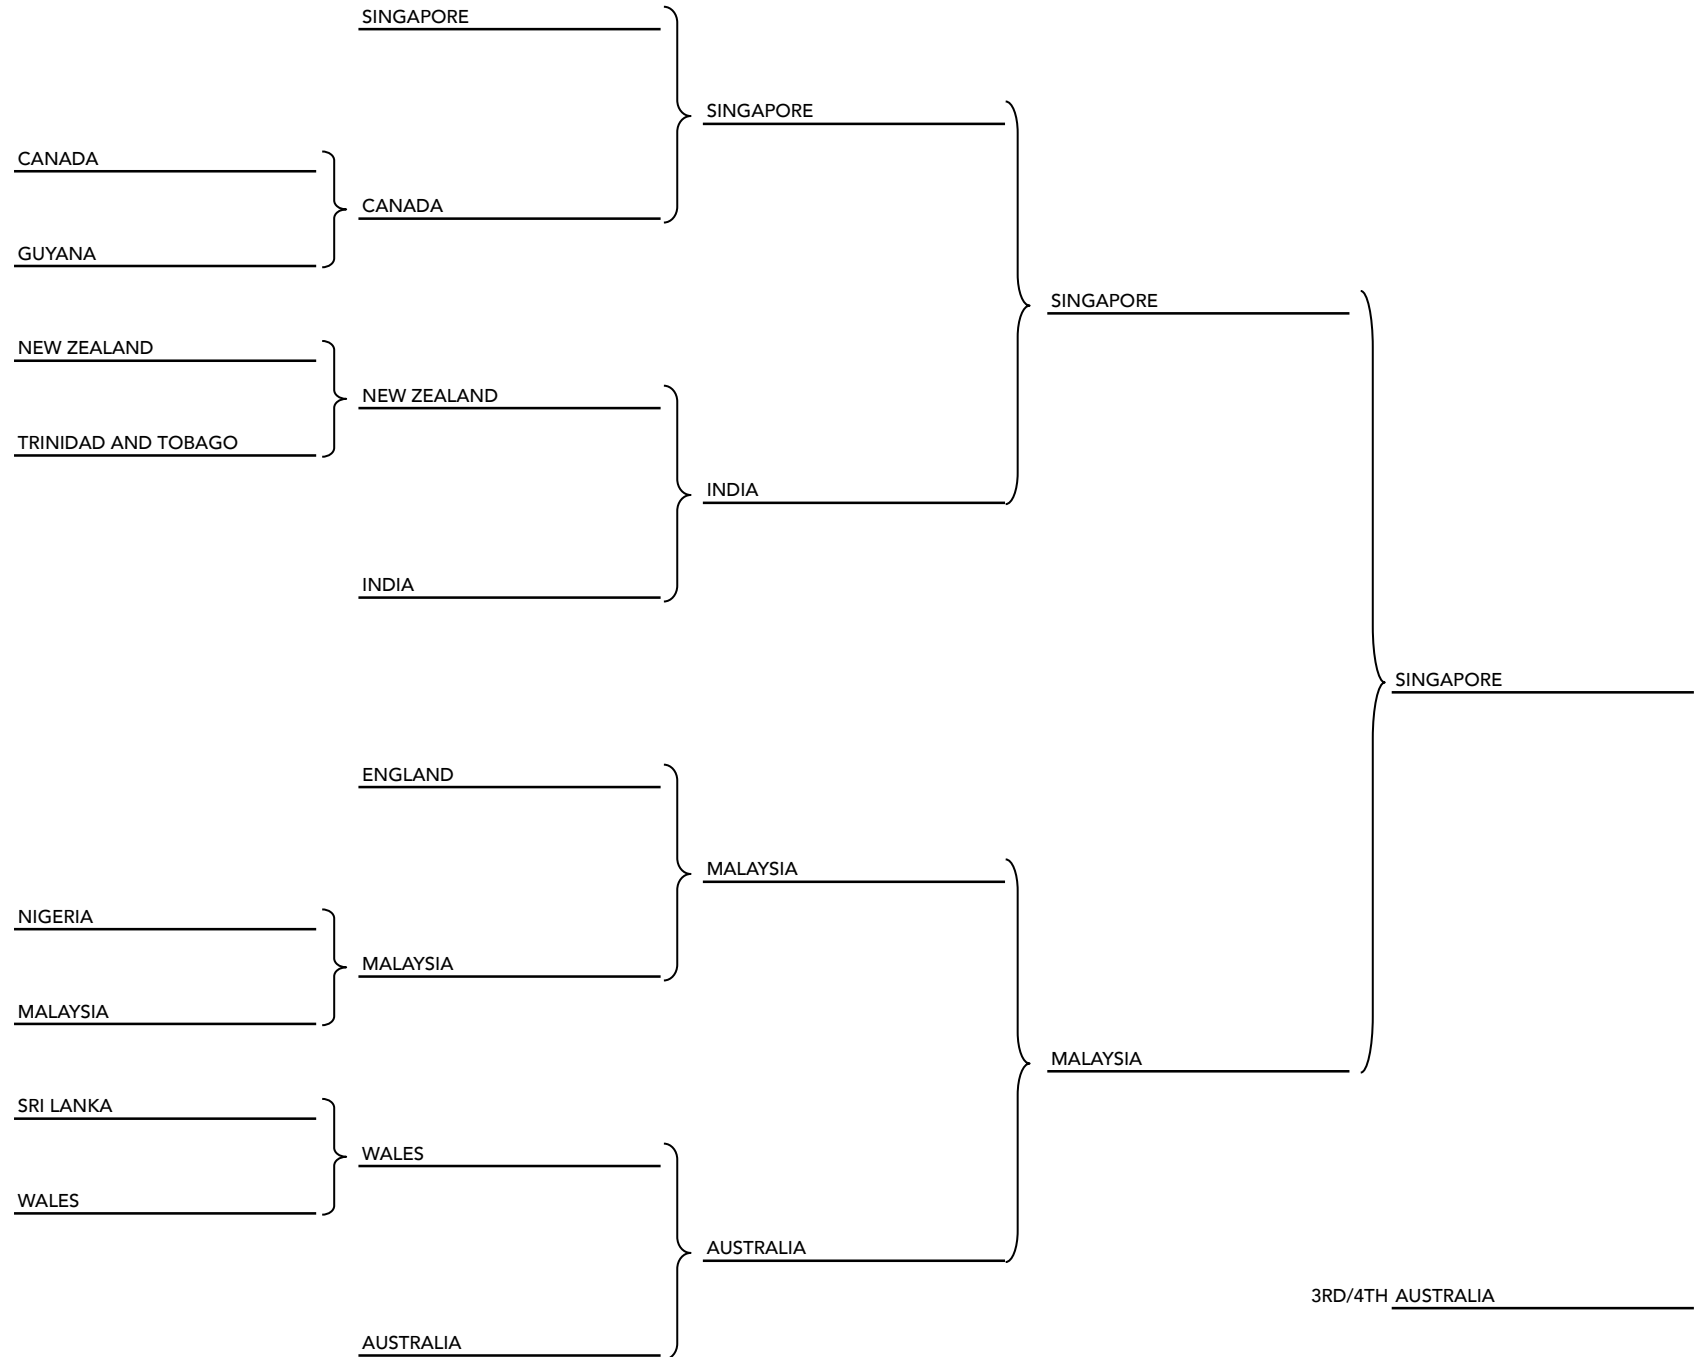 SINGAPORE
SINGAPORE
CANADA
CANADA
GUYANA
SINGAPORE
NEW ZEALAND
NEW ZEALAND
TRINIDAD AND TOBAGO
INDIA
INDIA
SINGAPORE
ENGLAND
MALAYSIA
NIGERIA
MALAYSIA
MALAYSIA
MALAYSIA
SRI LANKA
WALES
WALES
AUSTRALIA
3RD/4TH AUSTRALIA
AUSTRALIA